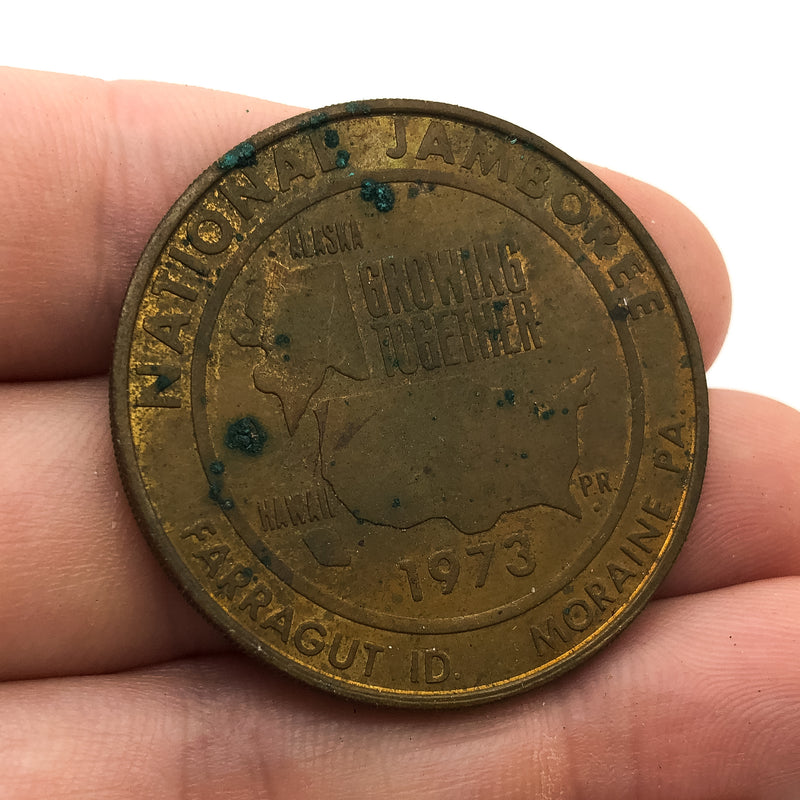 NATIONAL JAMBOREE
ALASKA
GROWING
TOGETHER
HAWAII
P.R.
1973
FARRAGUT ID. MORAINE PA.